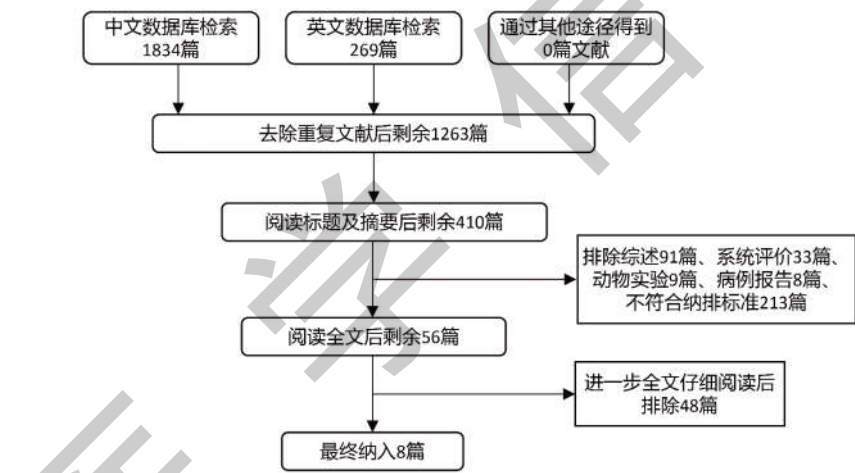 中文数据库检索
1834篇
英文数据库检索
269篇
通过其他途径得到
0篇文献
去除重复文献后剩余1263篇
阅读标题及摘要后剩余410篇
排除综述91篇、系统评价33篇、
动物实验9篇、病例报告8篇、
不符合纳排标准213篇
阅读全文后剩余56篇
进一步全文仔细阅读后
排除48篇
最终纳入8篇
学
信